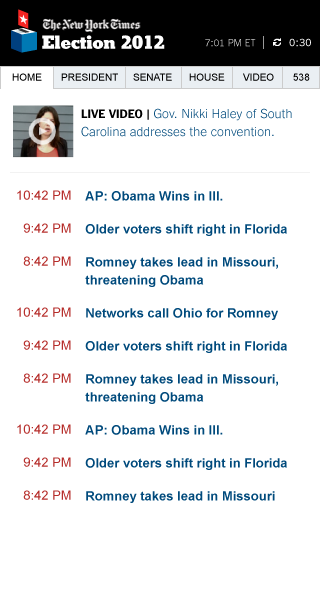 The New York Times
Election 2012
7:01 PM ET
0:30
HOME PRESIDENT SENATE HOUSE VIDEO 538
LIVE VIDEO | Gov. Nikki Haley of South
Carolina addresses the convention.
10:42 PM AP: Obama Wins in Ill.
9:42 PM Older voters shift right in Florida
8:42 PM Romney takes lead in Missouri,
threatening Obama
10:42 PM Networks call Ohio for Romney
9:42 PM Older voters shift right in Florida
8:42 PM Romney takes lead in Missouri,
threatening Obama
10:42 PM AP: Obama Wins in Ill.
9:42 PM Older voters shift right in Florida
8:42 PM Romney takes lead in Missouri